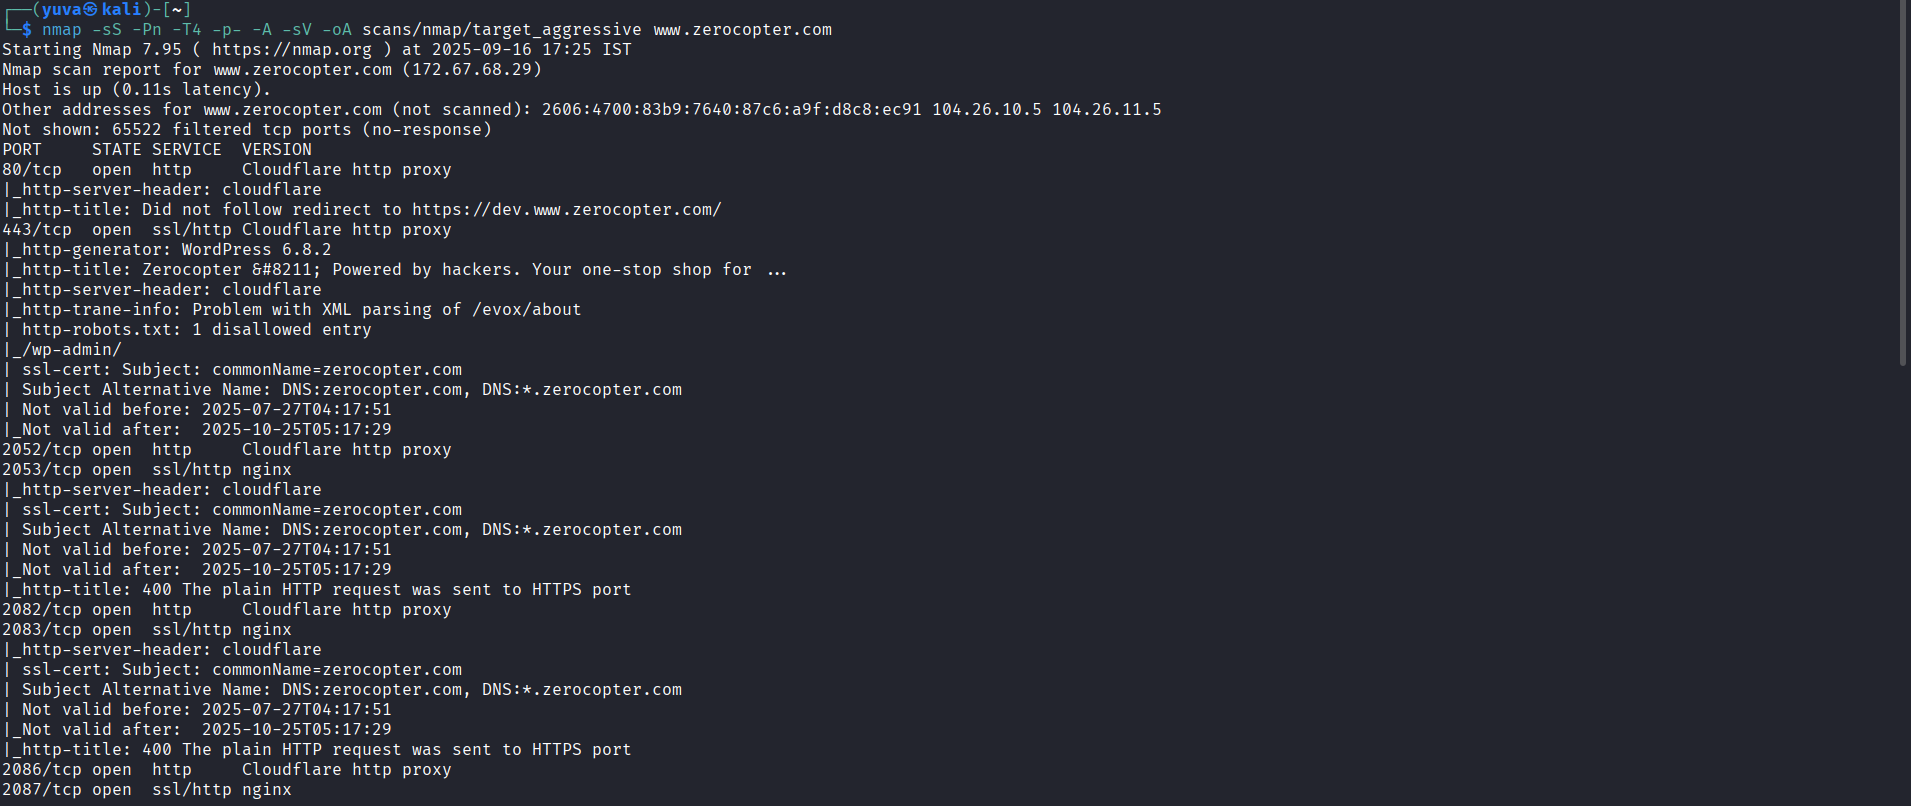 ┌──(yuva㉿kali)-[~]
└─$ nmap -sS -Pn -T4 -p- -A -sV -oA scans/nmap/target_aggressive www.zerocopter.com
Starting Nmap 7.95 ( https://nmap.org ) at 2025-09-16 17:25 IST
Nmap scan report for www.zerocopter.com (172.67.68.29)
Host is up (0.11s latency).
Other addresses for www.zerocopter.com (not scanned): 2606:4700:83b9:7640:87c6:a9f:d8c8:ec91 104.26.10.5 104.26.11.5
Not shown: 65522 filtered tcp ports (no-response)
PORT     STATE SERVICE  VERSION
80/tcp   open  http     Cloudflare http proxy
|_http-server-header: cloudflare
|_http-title: Did not follow redirect to https://dev.www.zerocopter.com/
443/tcp  open  ssl/http Cloudflare http proxy
|_http-generator: WordPress 6.8.2
|_http-title: Zerocopter &#8211; Powered by hackers. Your one-stop shop for ...
|_http-server-header: cloudflare
|_http-trane-info: Problem with XML parsing of /evox/about
| http-robots.txt: 1 disallowed entry
|_/wp-admin/
| ssl-cert: Subject: commonName=zerocopter.com
| Subject Alternative Name: DNS:zerocopter.com, DNS:*.zerocopter.com
| Not valid before: 2025-07-27T04:17:51
|_Not valid after:  2025-10-25T05:17:29
2052/tcp open  http     Cloudflare http proxy
2053/tcp open  ssl/http nginx
|_http-server-header: cloudflare
| ssl-cert: Subject: commonName=zerocopter.com
| Subject Alternative Name: DNS:zerocopter.com, DNS:*.zerocopter.com
| Not valid before: 2025-07-27T04:17:51
|_Not valid after:  2025-10-25T05:17:29
|_http-title: 400 The plain HTTP request was sent to HTTPS port
2082/tcp open  http     Cloudflare http proxy
2083/tcp open  ssl/http nginx
|_http-server-header: cloudflare
| ssl-cert: Subject: commonName=zerocopter.com
| Subject Alternative Name: DNS:zerocopter.com, DNS:*.zerocopter.com
| Not valid before: 2025-07-27T04:17:51
|_Not valid after:  2025-10-25T05:17:29
|_http-title: 400 The plain HTTP request was sent to HTTPS port
2086/tcp open  http     Cloudflare http proxy
2087/tcp open  ssl/http nginx